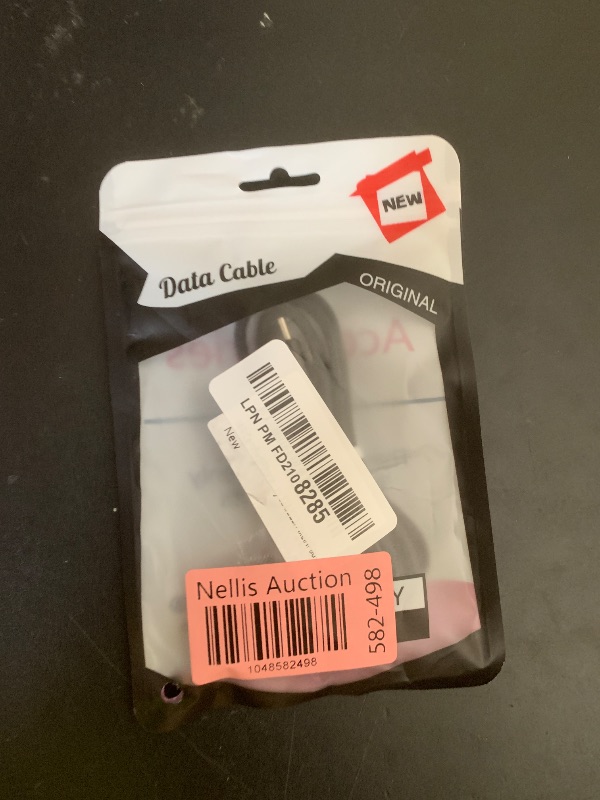 NEW
Data Cable
ORIGINAL
LPN PM FD2108285
New
Nellis Auction
1048582498
582-498
Y